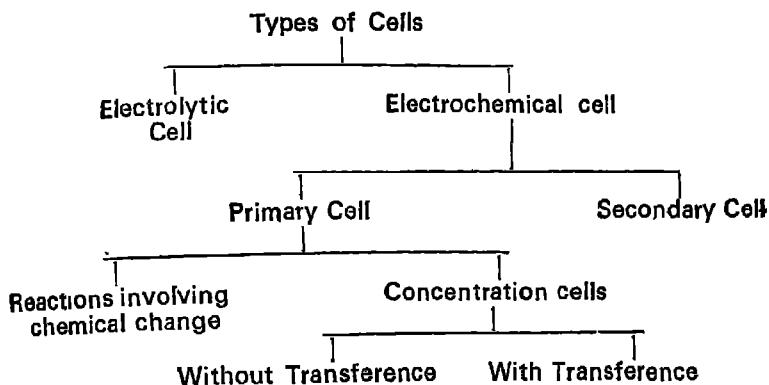 Types of Cells
Electrolytic
Cell
Electrochemical cell
Primary Cell
Secondary Cell
Reactions involving
chemical change
Concentration cells
Without Transference
With Transference